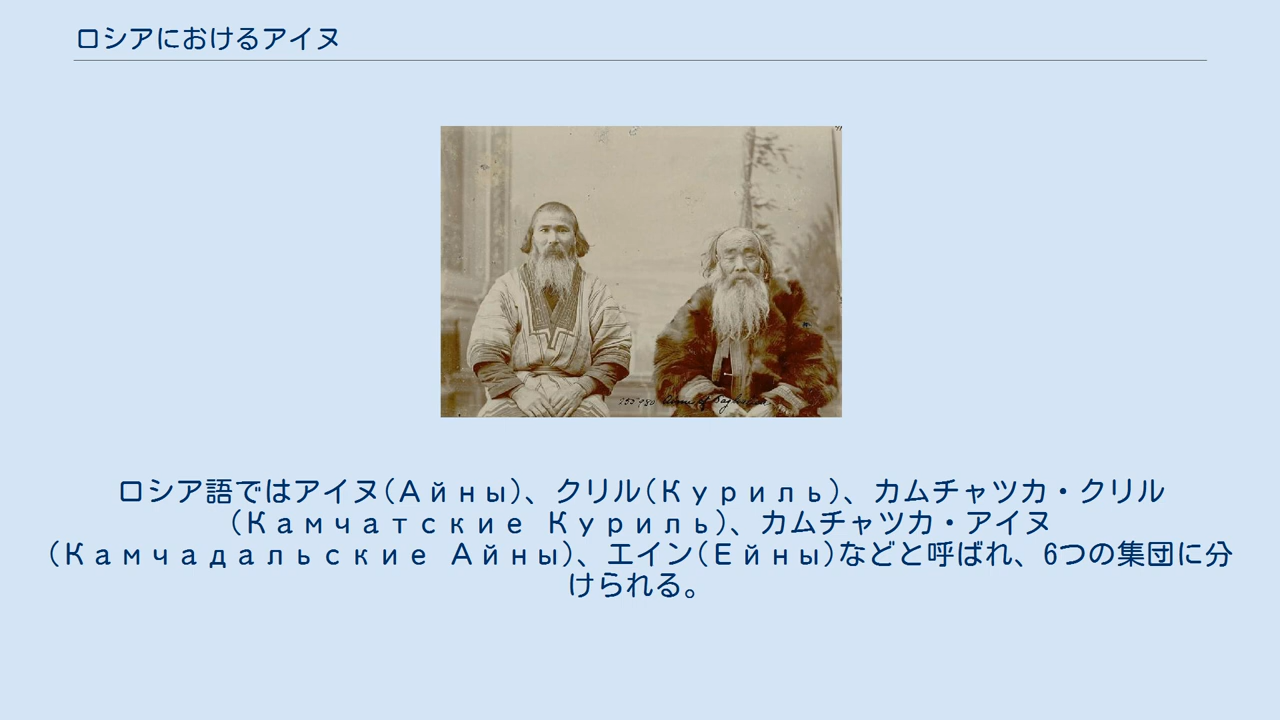 ロシアにおけるアイヌ
ロシア語ではアイヌ(Айны)、クリル(Куриль)、カムチャツカ・クリル
(Камчатские Куриль)、カムチャツカ・アイヌ
(Камчадальские Айны)、エイン(Ейны)などと呼ばれ、6つの集団に分
けられる。